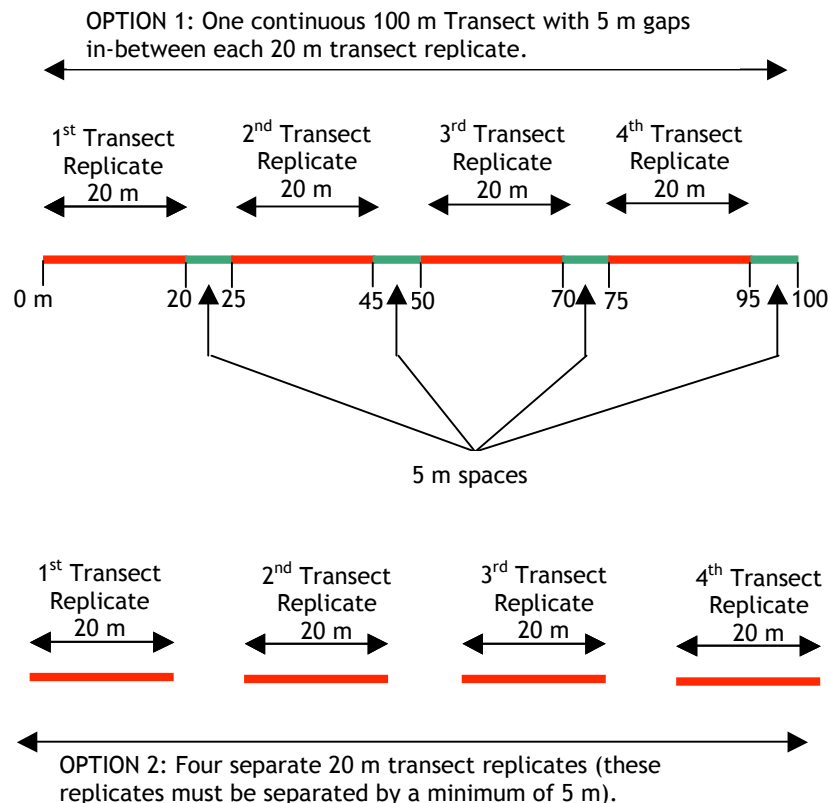 OPTION 1: One continuous 100 m Transect with 5 m gaps
in-between each 20 m transect replicate.
1st Transect
Replicate
20 m
2nd Transect
Replicate
20 m
3rd Transect
Replicate
20 m
4th Transect
Replicate
20 m
0 m 20 25 45 50 70 75 95 100
5 m spaces
1st Transect
Replicate
20 m
2nd Transect
Replicate
20 m
3rd Transect
Replicate
20 m
4th Transect
Replicate
20 m
OPTION 2: Four separate 20 m transect replicates (these
replicates must be separated by a minimum of 5 m).